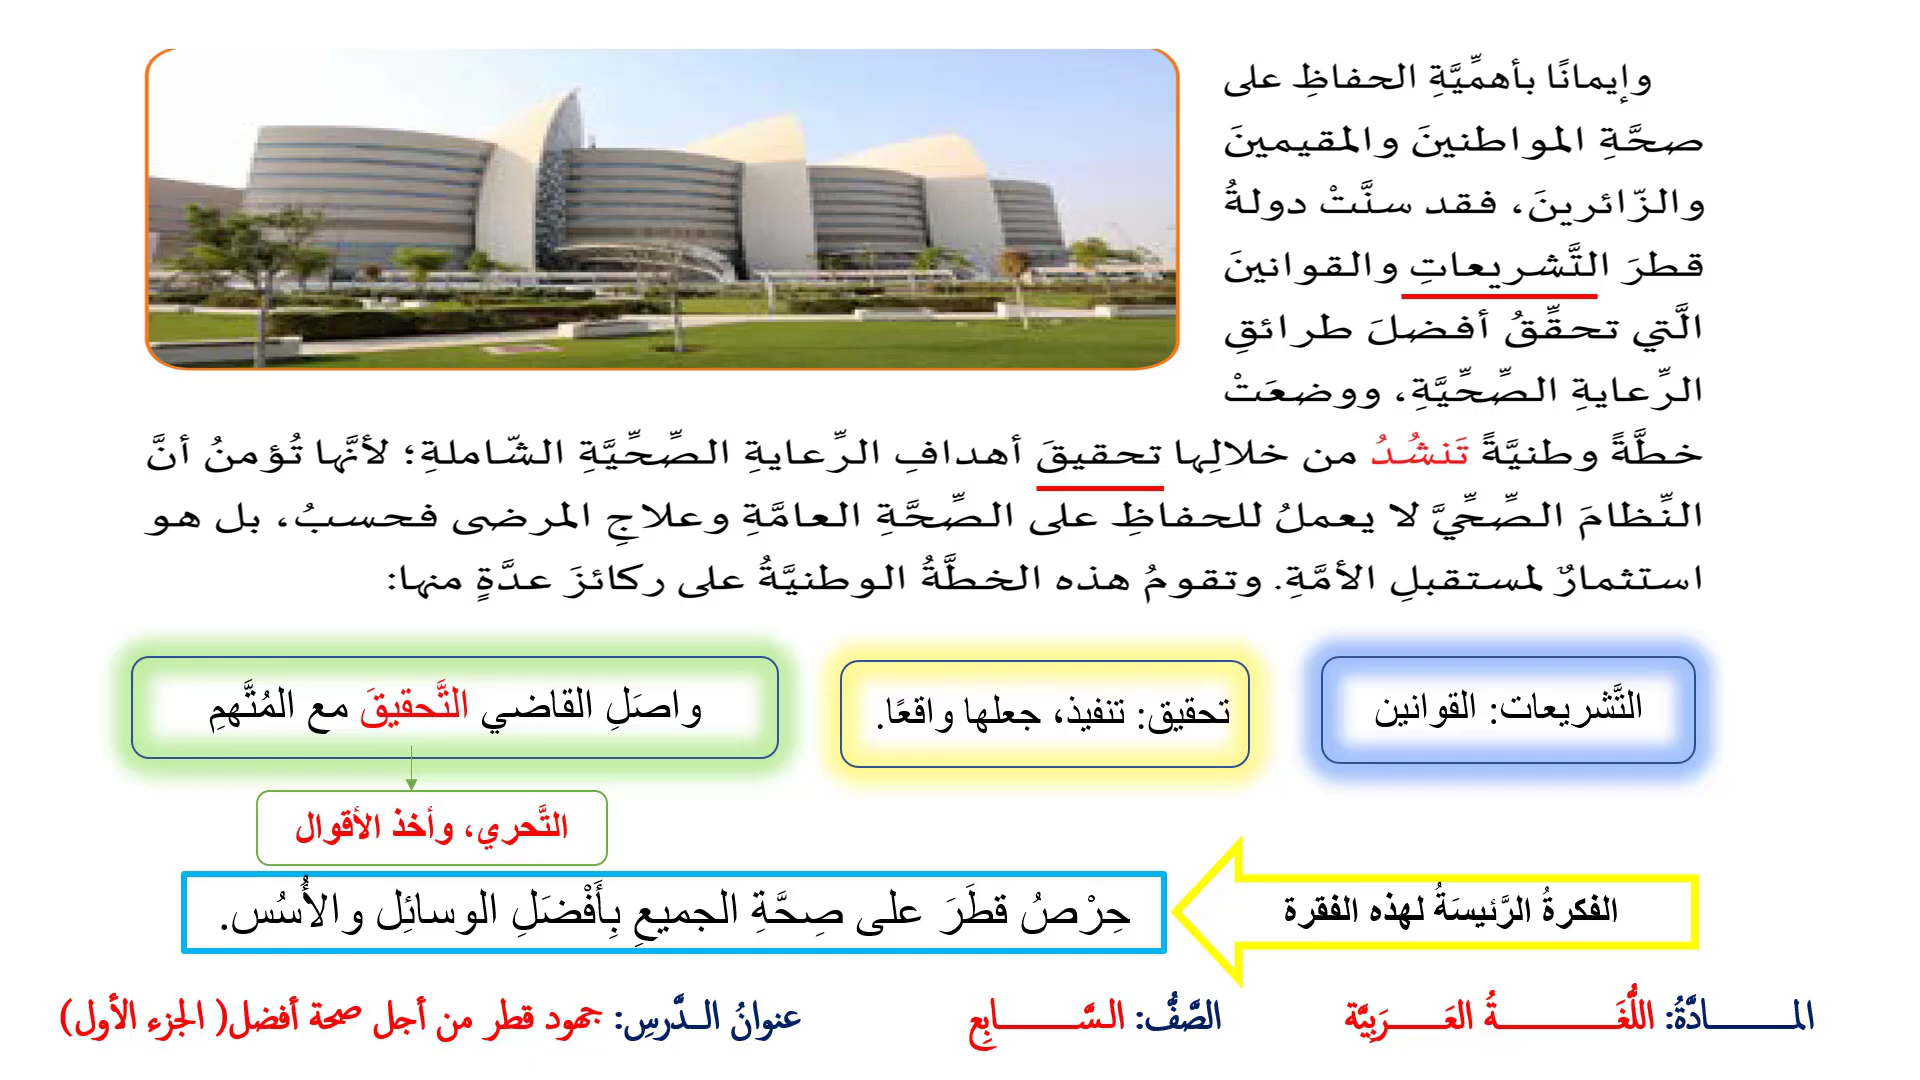 وإيمانًا بأهمِّيَّةِ الحفاظِ على
صحَّةِ المواطنينَ والمقيمينَ
والزّائرينَ، فقد سنَّتْ دولةُ
قطرَ التَّشريعاتِ والقوانينَ
الَّتي تحقِّقُ أفضلَ طرائقِ
الرِّعايةِ الصِّحِّيَّةِ، ووضعَتْ
خطَّةً وطنيَّةً تَنشُدُ من خلالِها تحقيقَ أهدافِ الرِّعايةِ الصِّحِّيَّةِ الشّاملةِ؛ لأنَّها تُؤمنُ أنَّ
النِّظامَ الصِّحِّيَّ لا يعملُ للحفاظِ على الصِّحَّةِ العامَّةِ وعلاجِ المرضى فحسبُ، بل هو
استثمارٌ لمستقبلِ الأمَّةِ. وتقومُ هذه الخطَّةُ الوطنيَّةُ على ركائزَ عدَّةٍ منها:
التَّشريعات: القوانين
تحقيق: تنفيذ، جعلها واقعًا.
واصَلِ القاضي التَّحقيقَ مع المُتَّهمِ
التَّحري، وأخذ الأقوال
الفكرةُ الرَّئيسَةُ لهذه الفقرة
حِرْصُ قطَرَ على صِحَّةِ الجميعِ بِأَفْضَلِ الوسائِل والأُسُس.
المـــــــــادَّةُ: اللُّغَـــــــــــــةُ العَــــــرَبِيَّة
الصَّفُّ: السَّـــــــــابِع
عنوانُ الــدَّرسِ: جهود قطر من أجل صحة أفضل( الجزء الأول)